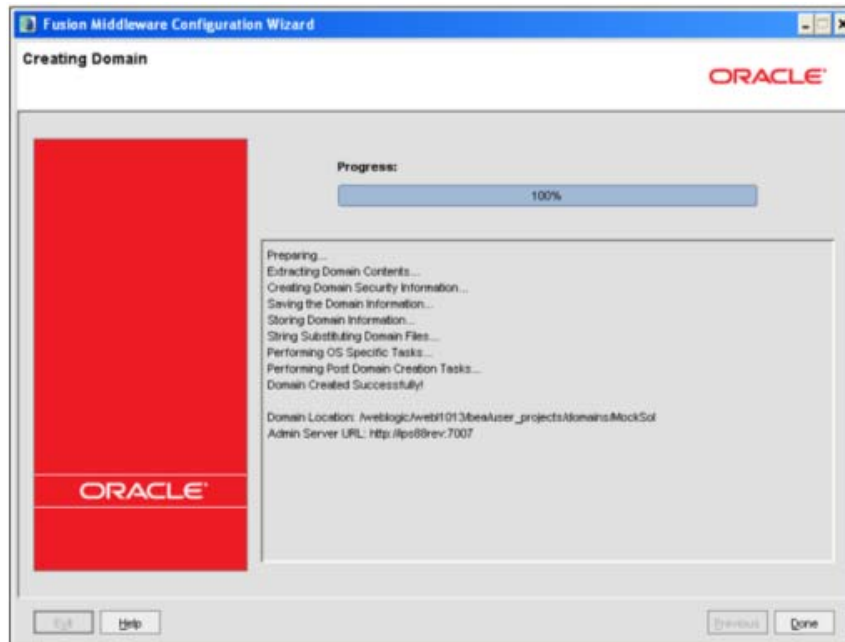 Fusion Middleware Configuration Wizard
Creating Domain
ORACLE
Progress:
100%
Preparing...
Extracting Domain Contents...
Creating Domain Security Information...
Saving the Domain Information...
Storing Domain Information...
String Substituting Domain Files...
Performing OS Specific Tasks...
Performing Post Domain Creation Tasks...
Domain Created Successfully!
Domain Location: /weblogic/webl1013/bea/user_projects/domains/MockSol
Admin Server URL: http://ips88rev:7007
ORACLE
Exit Help Previous Done